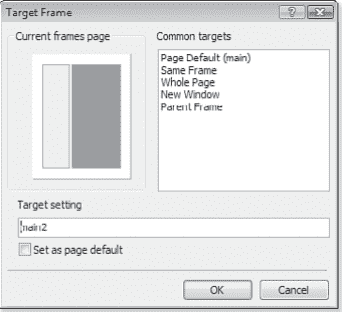 Target Frame
Current frames page
Common targets
Page Default (main)
Same Frame
Whole Page
New Window
Parent Frame
Target setting
main2
Set as page default
OK
Cancel